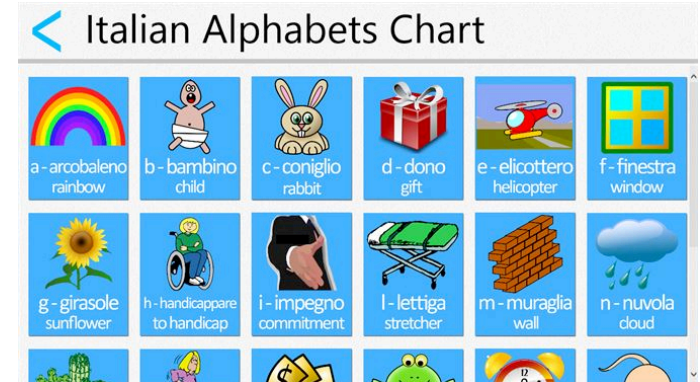 Italian Alphabets Chart
a - arcobaleno
rainbow
b - bambino
child
c - coniglio
rabbit
d - dono
gift
e - elicottero
helicopter
f - finestra
window
g - girasole
sunflower
h - handicappare
to handicap
i - impegno
commitment
l - lettiga
stretcher
m - muraglia
wall
n - nuvola
cloud
$
12